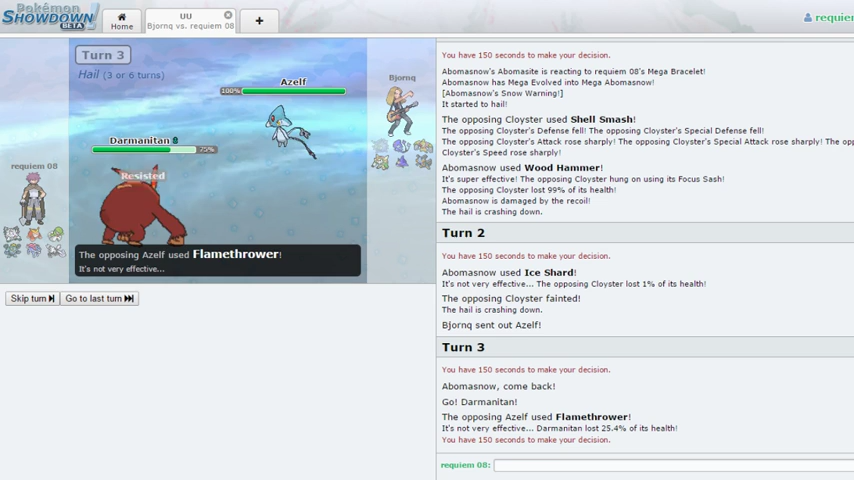 Pokémon
SHOWDOWN!
BETA
Home
UU
Bjornq vs. requiem 08
+
requiem
Turn 3
Hail (3 or 6 turns)
Azelf
100%
Bjornq
Darmanitan
75%
requiem 08
Resisted
The opposing Azelf used Flamethrower!
It's not very effective...
Skip turn
Go to last turn
You have 150 seconds to make your decision.
Abomasnow's Abomasite is reacting to requiem 08's Mega Bracelet!
Abomasnow has Mega Evolved into Mega Abomasnow!
[Abomasnow's Snow Warning!]
It started to hail!
The opposing Cloyster used Shell Smash!
The opposing Cloyster's Defense fell! The opposing Cloyster's Special Defense fell!
The opposing Cloyster's Attack rose sharply! The opposing Cloyster's Special Attack rose sharply! The opp
Cloyster's Speed rose sharply!
Abomasnow used Wood Hammer!
It's super effective! The opposing Cloyster hung on using its Focus Sash!
The opposing Cloyster lost 99% of its health!
Abomasnow is damaged by the recoil!
The hail is crashing down.
Turn 2
You have 150 seconds to make your decision.
Abomasnow used Ice Shard!
It's not very effective... The opposing Cloyster lost 1% of its health!
The opposing Cloyster fainted!
The hail is crashing down.
Bjornq sent out Azelf!
Turn 3
You have 150 seconds to make your decision.
Abomasnow, come back!
Go! Darmanitan!
The opposing Azelf used Flamethrower!
It's not very effective... Darmanitan lost 25.4% of its health!
You have 150 seconds to make your decision.
requiem 08: